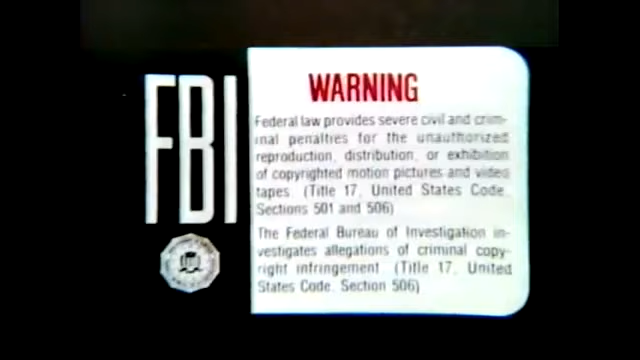 FBI
WARNING
Federal law provides severe civil and crim-
inal penalties for the unauthorized
reproduction, distribution, or exhibition
of copyrighted motion pictures and video
tapes. (Title 17, United States Code,
Sections 501 and 506)
The Federal Bureau of Investigation in-
vestigates allegations of criminal copy-
right infringement. (Title 17, United
States Code, Section 506)